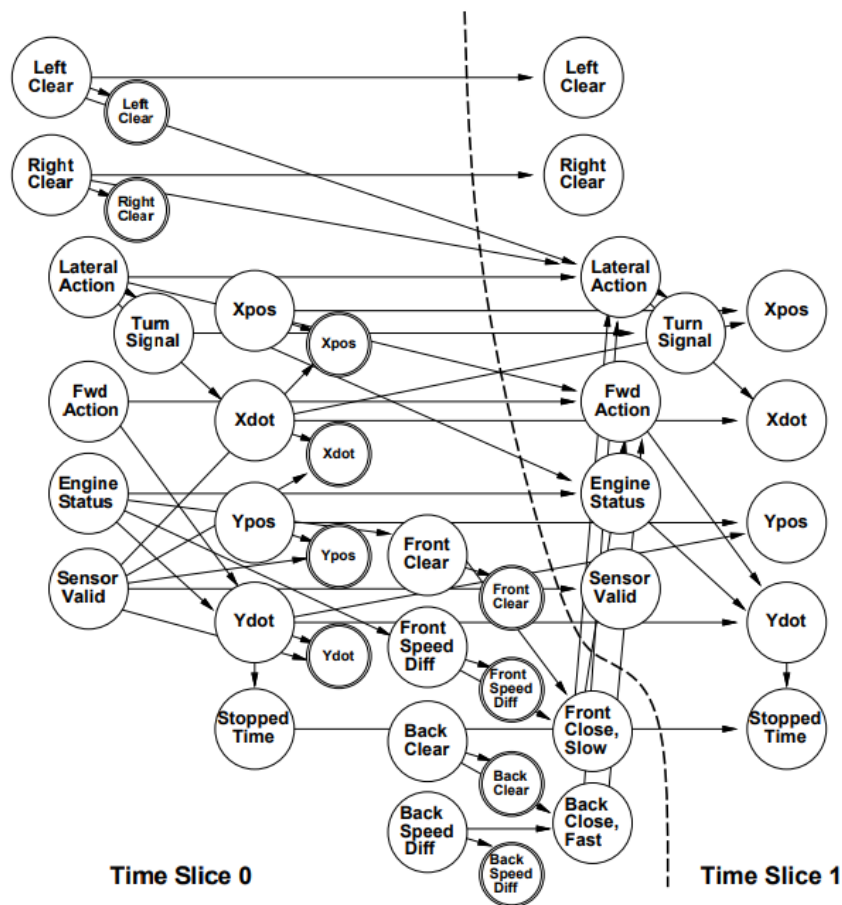 Left
Clear
Left
Clear
Left
Clear
Right
Clear
Right
Clear
Right
Clear
Lateral
Action
Turn
Signal
Xpos
Xpos
Lateral
Action
Turn
Signal
Xpos
Fwd
Action
Xdot
Xdot
Fwd
Action
Xdot
Engine
Status
Ypos
Ypos
Engine
Status
Ypos
Sensor
Valid
Front
Clear
Front
Clear
Sensor
Valid
Ydot
Ydot
Front
Speed
Diff
Front
Speed
Diff
Ydot
Stopped
Time
Back
Clear
Back
Clear
Front
Close,
Slow
Stopped
Time
Back
Speed
Diff
Back
Speed
Diff
Back
Close,
Fast
Time Slice 0
Time Slice 1